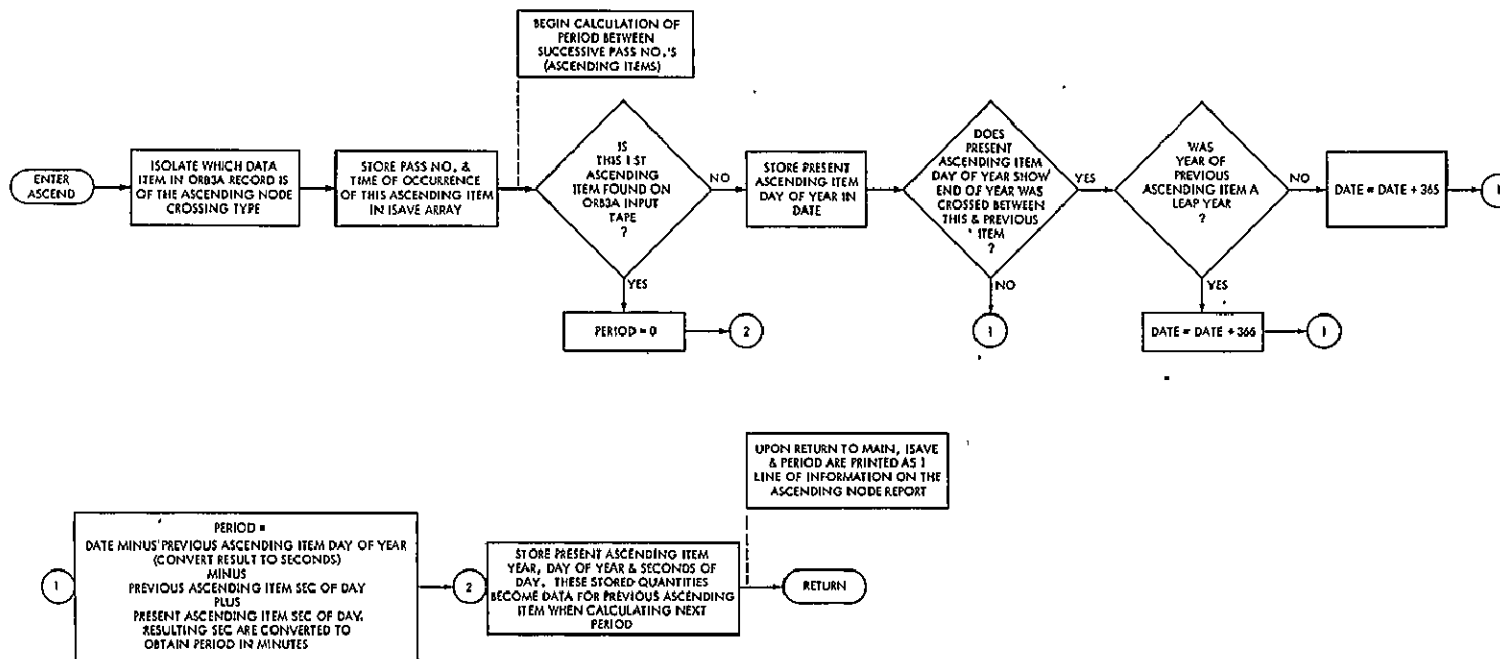 BEGIN CALCULATION OF
PERIOD BETWEEN
SUCCESSIVE PASS NO.'S
(ASCENDING ITEMS)
ENTER
ASCEND
ISOLATE WHICH DATA
ITEM IN ORB3A RECORD IS
OF THE ASCENDING NODE
CROSSING TYPE
STORE PASS NO. &
TIME OF OCCURRENCE
OF THIS ASCENDING ITEM
IN ISAVE ARRAY
IS
THIS 1ST
ASCENDING
ITEM FOUND ON
ORB3A INPUT
TAPE
?
NO
YES
PERIOD = 0
2
STORE PRESENT
ASCENDING ITEM
DAY OF YEAR IN
DATE
DOES
PRESENT
ASCENDING ITEM
DAY OF YEAR SHOW
END OF YEAR WAS
CROSSED BETWEEN
THIS & PREVIOUS
ITEM
?
YES
NO
1
WAS
YEAR OF
PREVIOUS
ASCENDING ITEM A
LEAP YEAR
?
NO
DATE = DATE + 365
1
YES
DATE = DATE + 366
1
1
PERIOD =
DATE MINUS PREVIOUS ASCENDING ITEM DAY OF YEAR
(CONVERT RESULT TO SECONDS)
MINUS
PREVIOUS ASCENDING ITEM SEC OF DAY
PLUS
PRESENT ASCENDING ITEM SEC OF DAY.
RESULTING SEC ARE CONVERTED TO
OBTAIN PERIOD IN MINUTES
2
STORE PRESENT ASCENDING ITEM
YEAR, DAY OF YEAR & SECONDS OF
DAY. THESE STORED QUANTITIES
BECOME DATA FOR PREVIOUS ASCENDING
ITEM WHEN CALCULATING NEXT
PERIOD
UPON RETURN TO MAIN, ISAVE
& PERIOD ARE PRINTED AS 1
LINE OF INFORMATION ON THE
ASCENDING NODE REPORT
RETURN